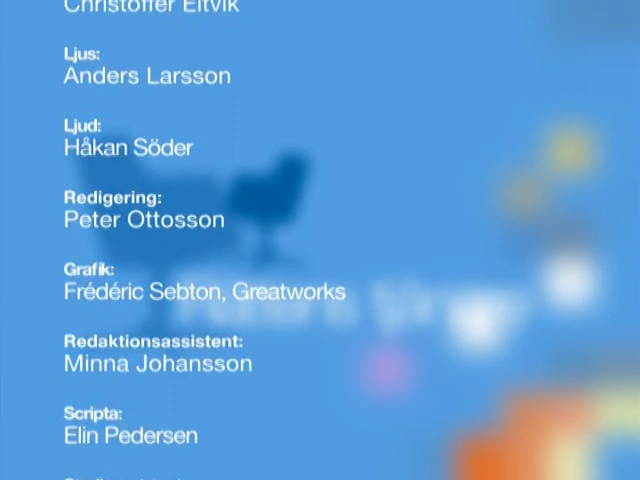 Christoffer Eitvik
Ljus:
Anders Larsson
Ljud:
Håkan Söder
Redigering:
Peter Ottosson
Grafik:
Frédéric Sebton, Greatworks
Redaktionsassistent:
Minna Johansson
Scripta:
Elin Pedersen